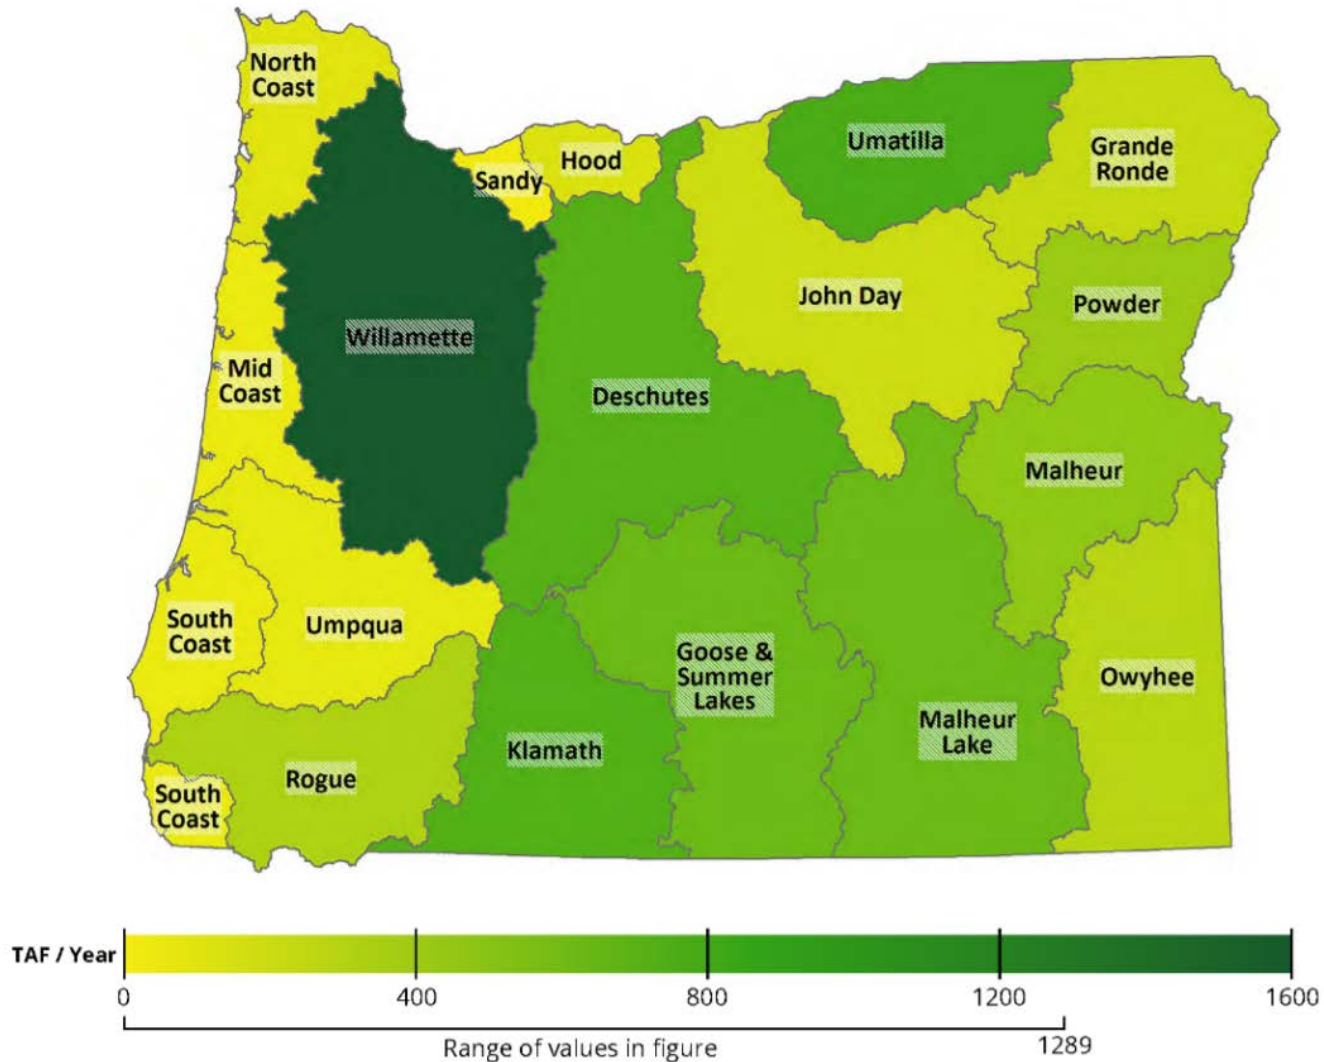 North
Coast
Umatilla
Grande
Ronde
Hood
Sandy
John Day
Powder
Willamette
Mid
Coast
Deschutes
Malheur
South
Coast
Umpqua
Goose &
Summer
Lakes
Owyhee
Malheur
Lake
Klamath
Rogue
South
Coast
TAF / Year
0 400 800 1200 1600
Range of values in figure 1289